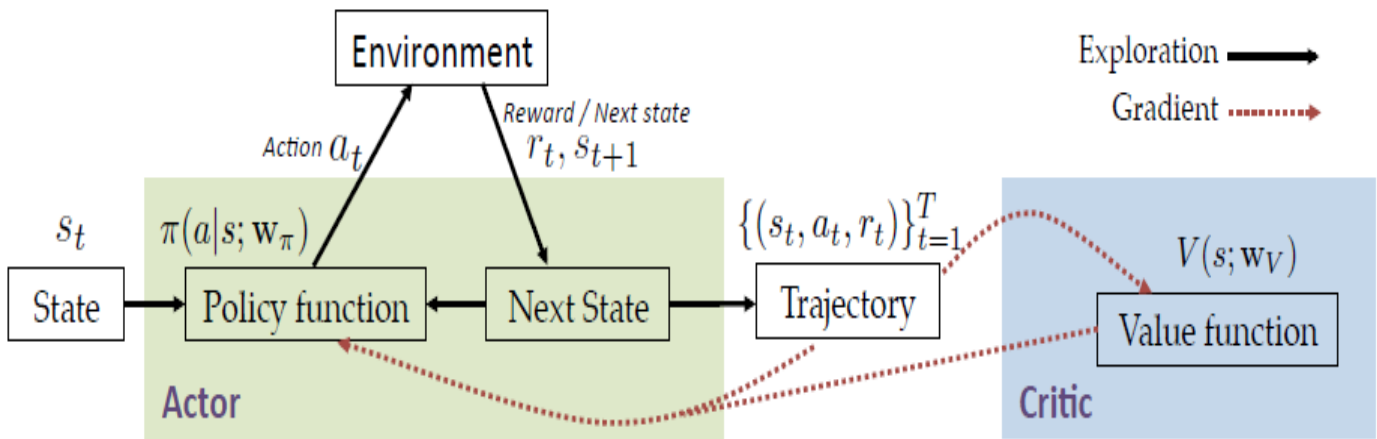 Environment
Exploration
Gradient
Reward / Next state
Action a_t
r_t, s_{t+1}
s_t
π(a|s; w_π)
{(s_t, a_t, r_t)}_{t=1}^T
V(s; w_V)
State
Policy function
Next State
Trajectory
Value function
Actor
Critic